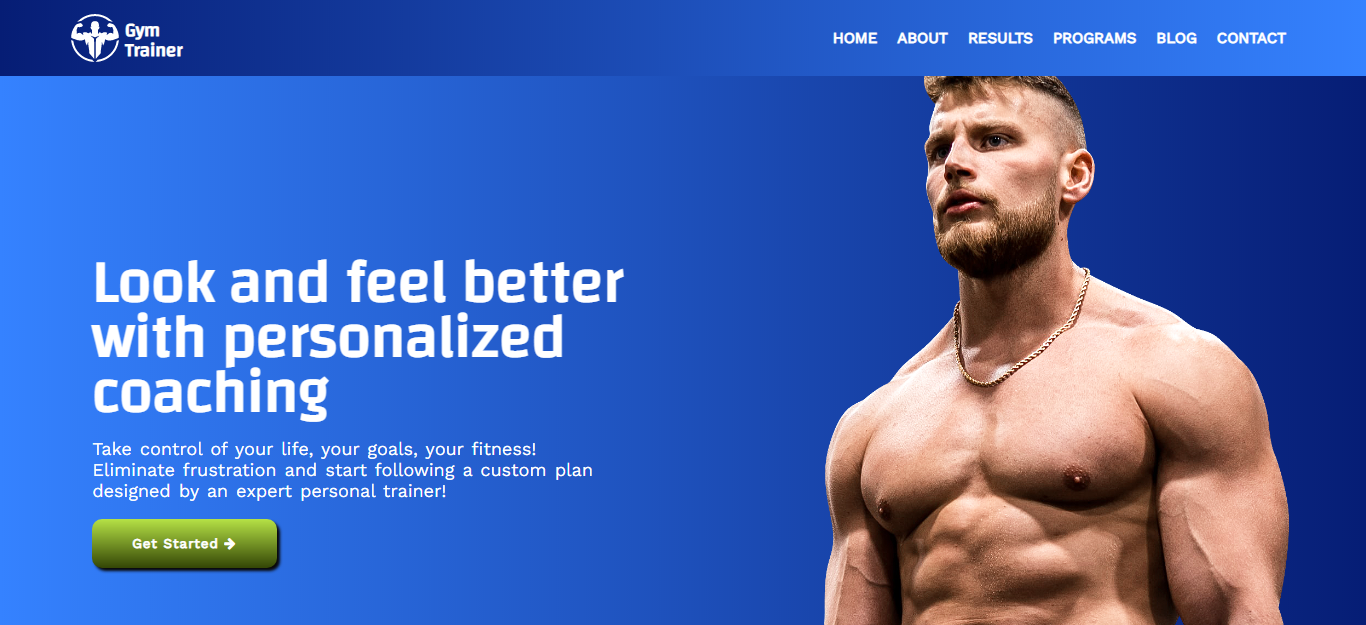 Gym
Trainer
HOME ABOUT RESULTS PROGRAMS BLOG CONTACT
Look and feel better
with personalized
coaching
Take control of your life, your goals, your fitness!
Eliminate frustration and start following a custom plan
designed by an expert personal trainer!
Get Started →